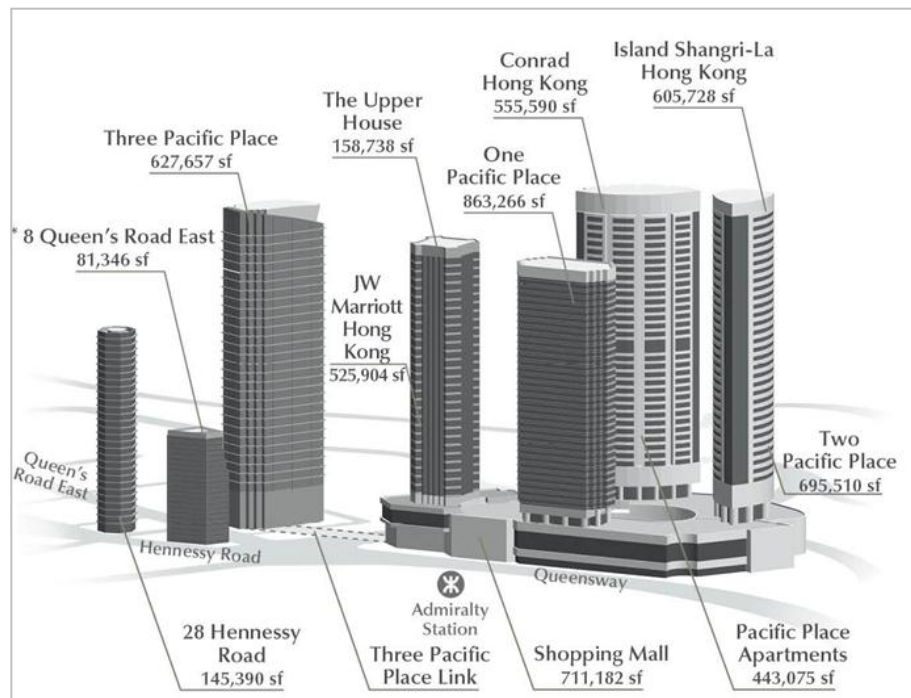 Island Shangri-La
Hong Kong
605,728 sf
Conrad
Hong Kong
555,590 sf
The Upper
House
158,738 sf
Three Pacific Place
627,657 sf
One
Pacific Place
863,266 sf
* 8 Queen's Road East
81,346 sf
JW
Marriott
Hong
Kong
525,904 sf
Two
Pacific Place
695,510 sf
Queen's
Road East
Hennessy Road
Queensway
Admiralty
Station
28 Hennessy
Road
145,390 sf
Three Pacific
Place Link
Shopping Mall
711,182 sf
Pacific Place
Apartments
443,075 sf